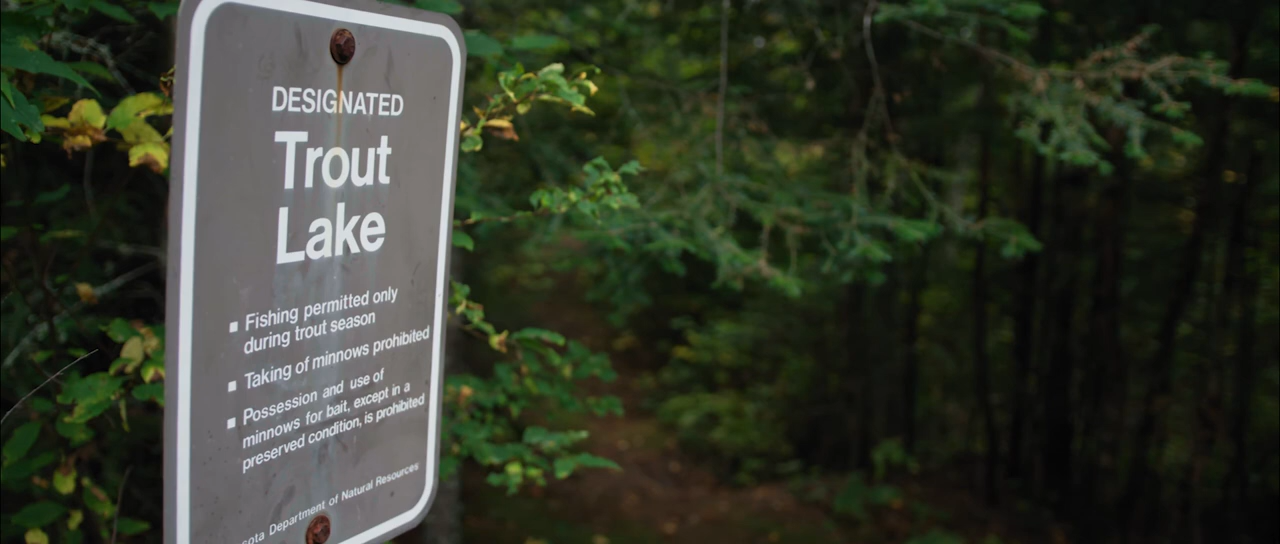 DESIGNATED
Trout
Lake
▪ Fishing permitted only
during trout season
▪ Taking of minnows prohibited
▪ Possession and use of
minnows for bait, except in a
preserved condition, is prohibited
sota Department of Natural Resources